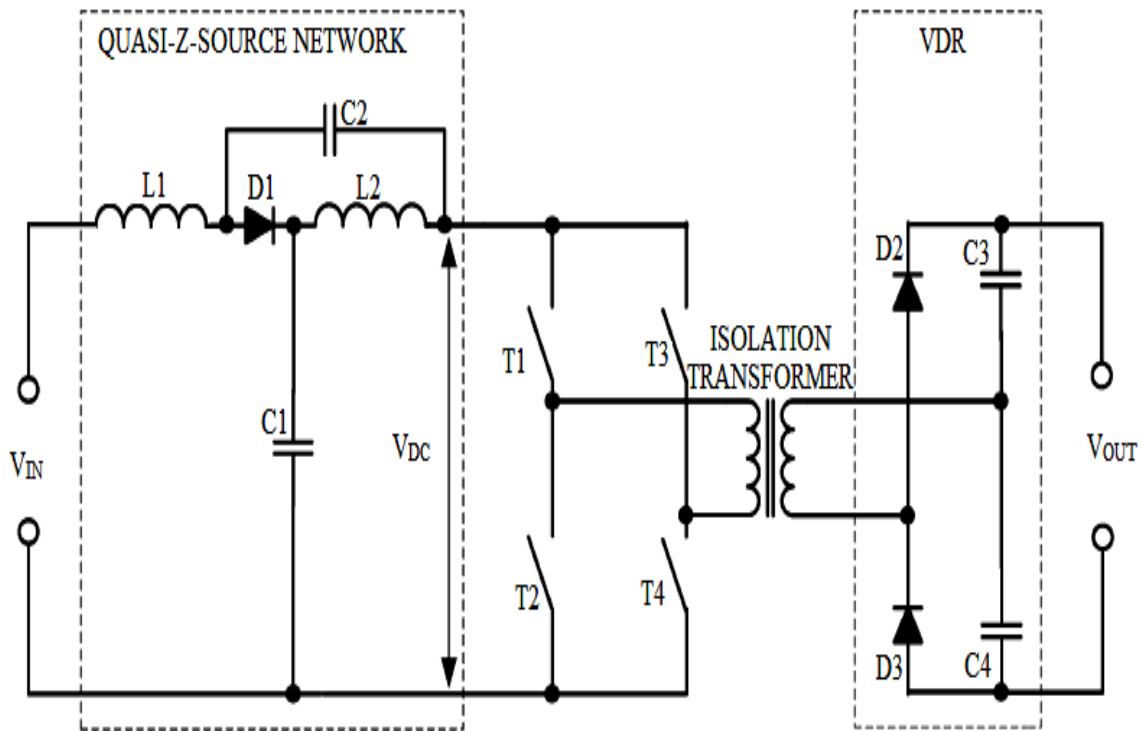 QUASI-Z-SOURCE NETWORK
VDR
C2
L1
D1
L2
D2
C3
T1
T3
ISOLATION
TRANSFORMER
C1
VDC
VIN
VOUT
T2
T4
D3
C4